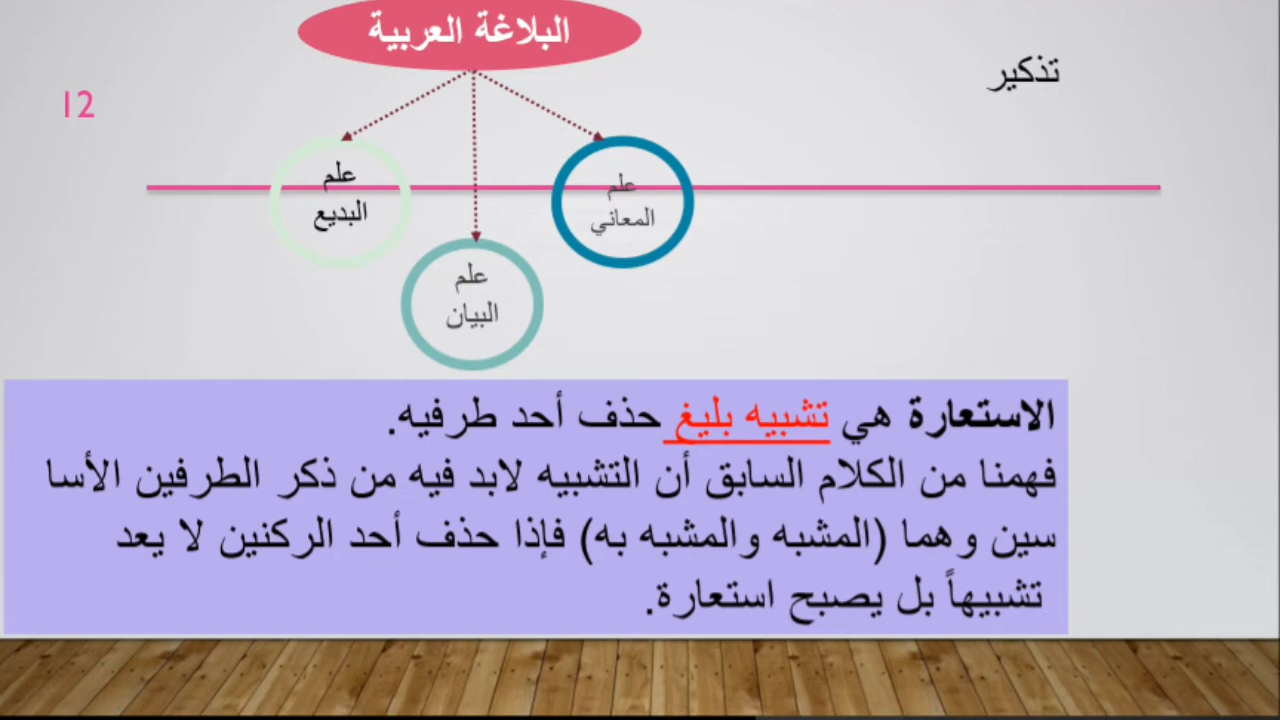 البلاغة العربية
تذكير
12
علم
المعاني
علم
البديع
علم
البيان
الاستعارة هي تشبيه بليغ حذف أحد طرفيه.
فهمنا من الكلام السابق أن التشبيه لابد فيه من ذكر الطرفين الأسا
سين وهما (المشبه والمشبه به) فإذا حذف أحد الركنين لا يعد
تشبيهاً بل يصبح استعارة.